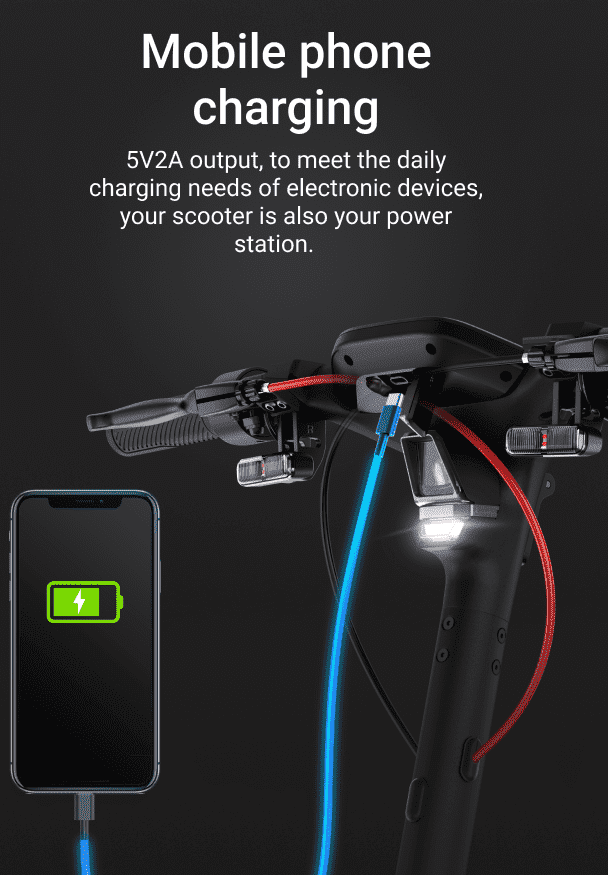 Mobile phone
charging
5V2A output, to meet the daily
charging needs of electronic devices,
your scooter is also your power
station.
R